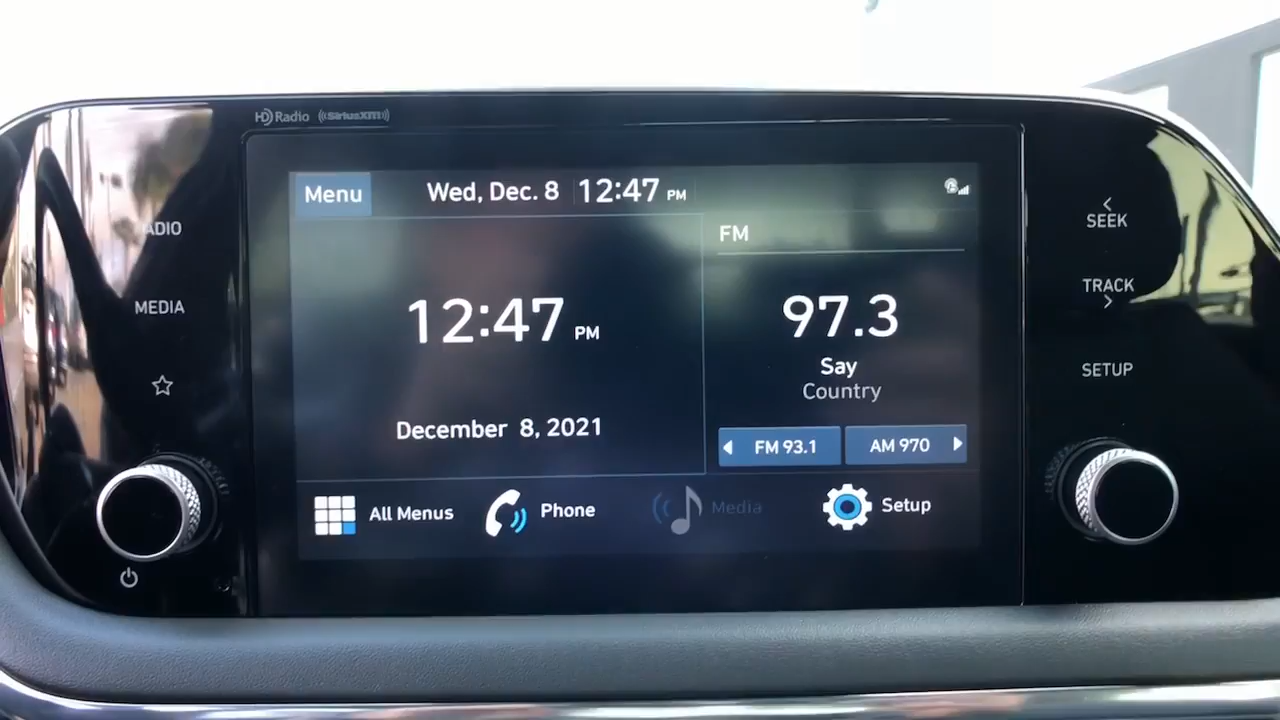 HD Radio
((SiriusXM))
Menu
Wed, Dec. 8
12:47 PM
FM
12:47 PM
December 8, 2021
97.3
Say
Country
FM 93.1
AM 970
All Menus
Phone
Media
Setup
ADIO
MEDIA
SEEK
TRACK
SETUP